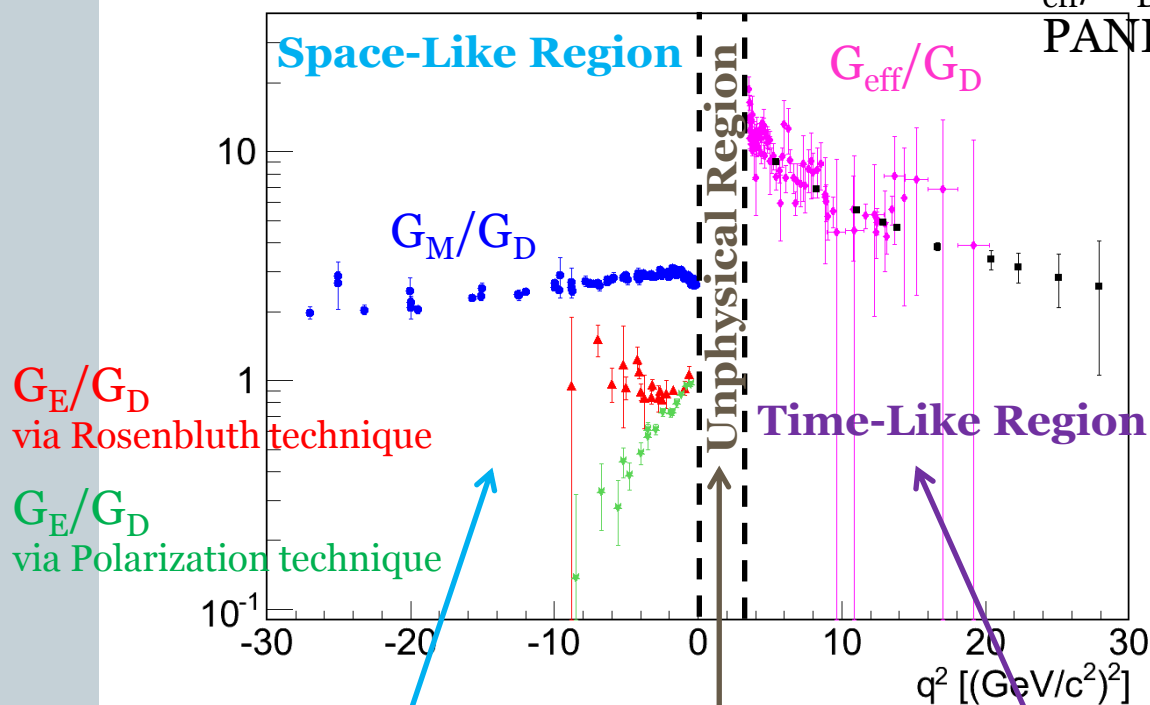 PAN
Space-Like Region
G_eff/G_D
Unphysical Region
10
G_M/G_D
G_E/G_D
via Rosenbluth technique
1
Time-Like Region
G_E/G_D
via Polarization technique
10^-1
-30 -20 -10 0 10 20 30
q^2 [(GeV/c^2)^2]